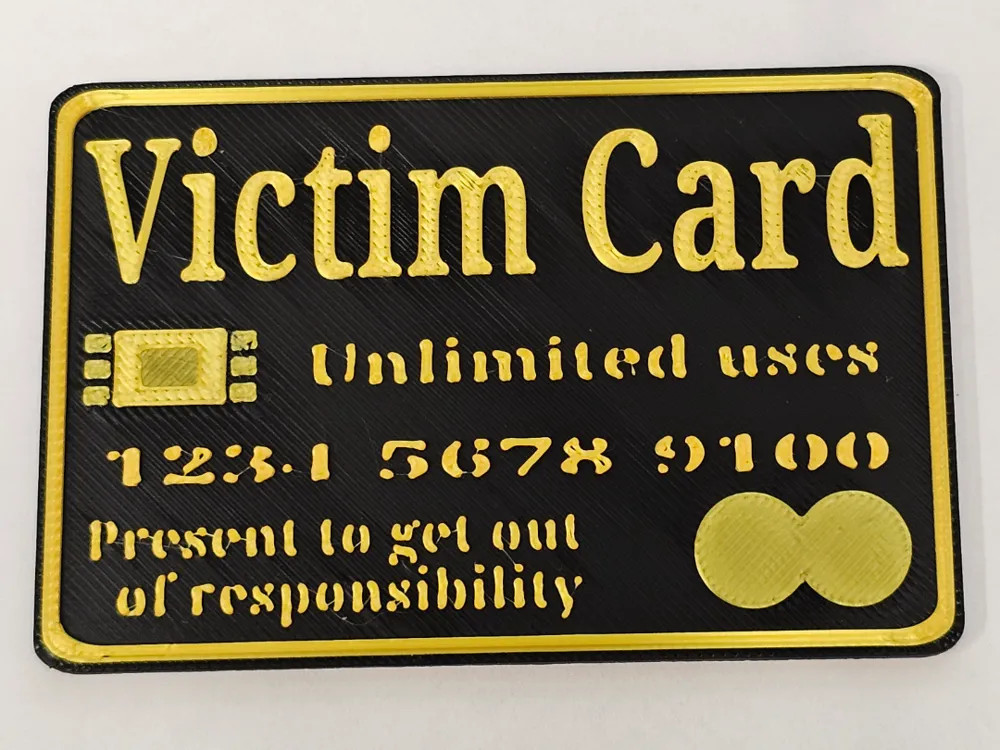 Victim Card
Unlimited uses
1234 5678 9100
Present to get out
of responsibility